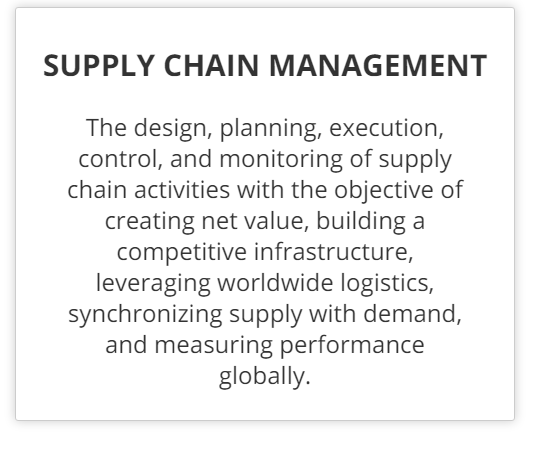 SUPPLY CHAIN MANAGEMENT
The design, planning, execution,
control, and monitoring of supply
chain activities with the objective of
creating net value, building a
competitive infrastructure,
leveraging worldwide logistics,
synchronizing supply with demand,
and measuring performance
globally.